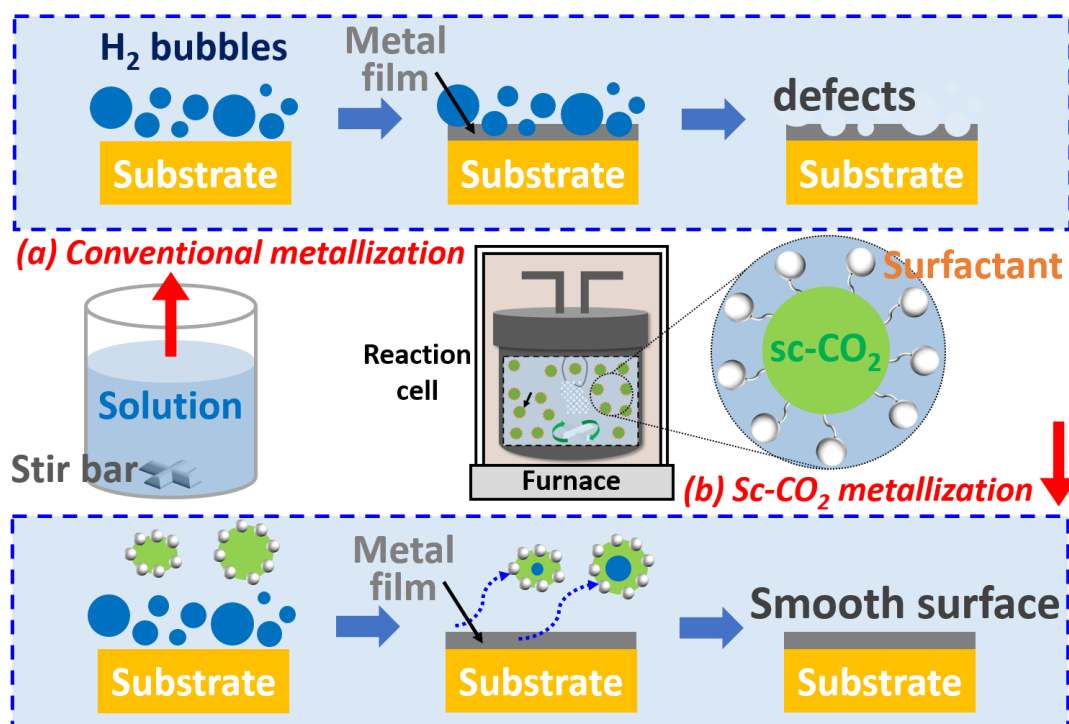 H₂ bubbles
Metal
film
defects
Substrate
Substrate
Substrate
(a) Conventional metallization
Surfactant
sc-CO₂
Reaction
cell
Solution
Stir bar
Furnace
(b) Sc-CO₂ metallization
Metal
film
Smooth surface
Substrate
Substrate
Substrate